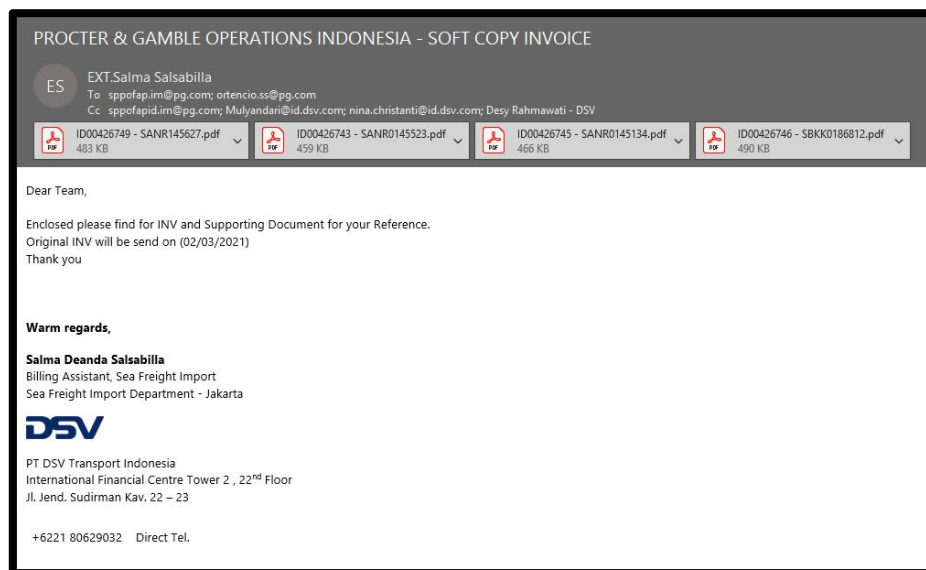 PROCTER & GAMBLE OPERATIONS INDONESIA - SOFT COPY INVOICE
ES
EXT.Salma Salsabilla
To sppofap.im@pg.com; ortencio.ss@pg.com
Cc sppofapid.im@pg.com; Mulyandari@id.dsv.com; nina.christanti@id.dsv.com; Desy Rahmawati - DSV
PDF ID00426749 - SANR145627.pdf
483 KB
PDF ID00426743 - SANR0145523.pdf
459 KB
PDF ID00426745 - SANR0145134.pdf
466 KB
PDF ID00426746 - SBKK0186812.pdf
490 KB
Dear Team,
Enclosed please find for INV and Supporting Document for your Reference.
Original INV will be send on (02/03/2021)
Thank you
Warm regards,
Salma Deanda Salsabilla
Billing Assistant, Sea Freight Import
Sea Freight Import Department - Jakarta
DSV
PT DSV Transport Indonesia
International Financial Centre Tower 2 , 22nd Floor
Jl. Jend. Sudirman Kav. 22 – 23
+6221 80629032 Direct Tel.